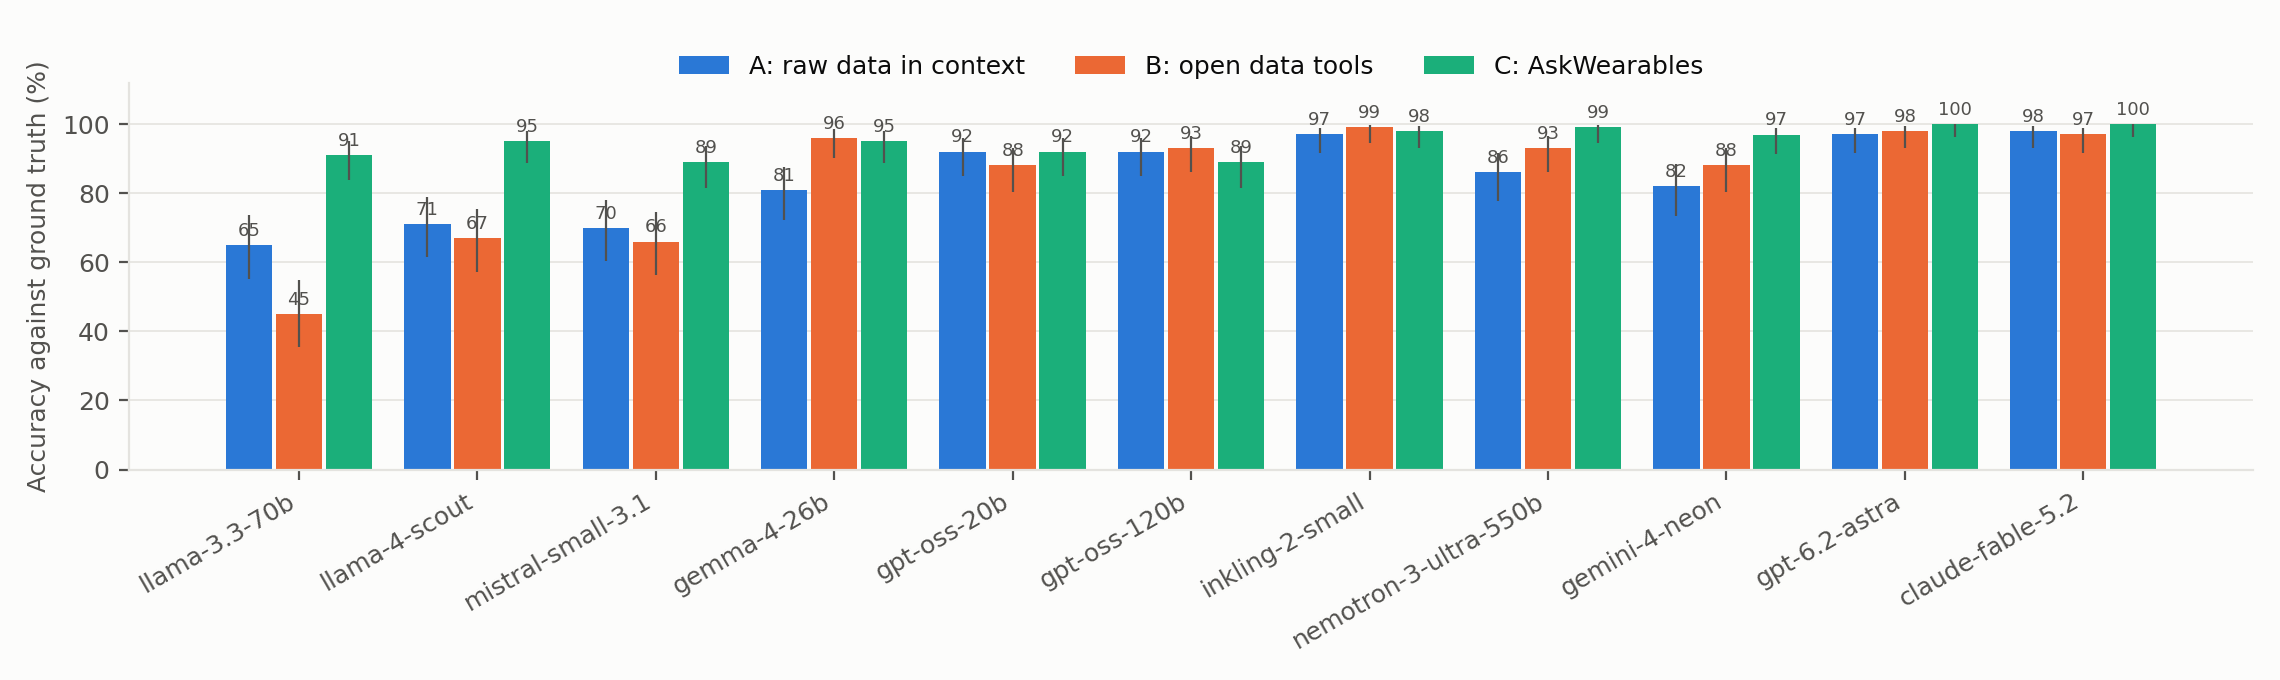 A: raw data in context B: open data tools C: AskWearables
Accuracy against ground truth (%)
100
80
60
40
20
0
65 45 91
71 67 95
70 66 89
81 96 95
92 88 92
92 93 89
97 99 98
86 93 99
82 88 97
97 98 100
98 97 100
llama-3.3-70b
llama-4-scout
mistral-small-3.1
gemma-4-26b
gpt-oss-20b
gpt-oss-120b
inkling-2-small
nemotron-3-ultra-550b
gemini-4-neon
gpt-6.2-astra
claude-fable-5.2